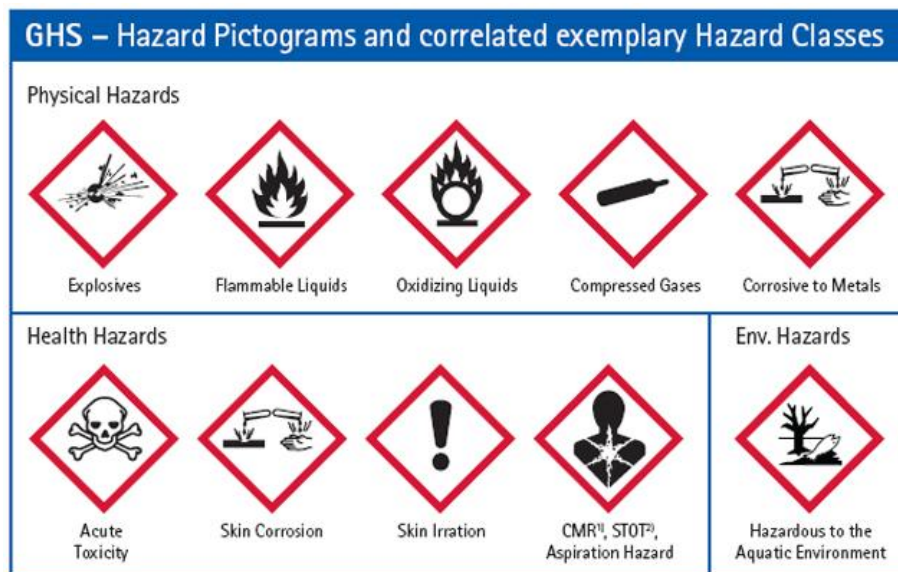 GHS – Hazard Pictograms and correlated exemplary Hazard Classes
Physical Hazards
Explosives
Flammable Liquids
Oxidizing Liquids
Compressed Gases
Corrosive to Metals
Health Hazards
Acute
Toxicity
Skin Corrosion
Skin Irration
CMR¹⁾, STOT²⁾,
Aspiration Hazard
Env. Hazards
Hazardous to the
Aquatic Environment